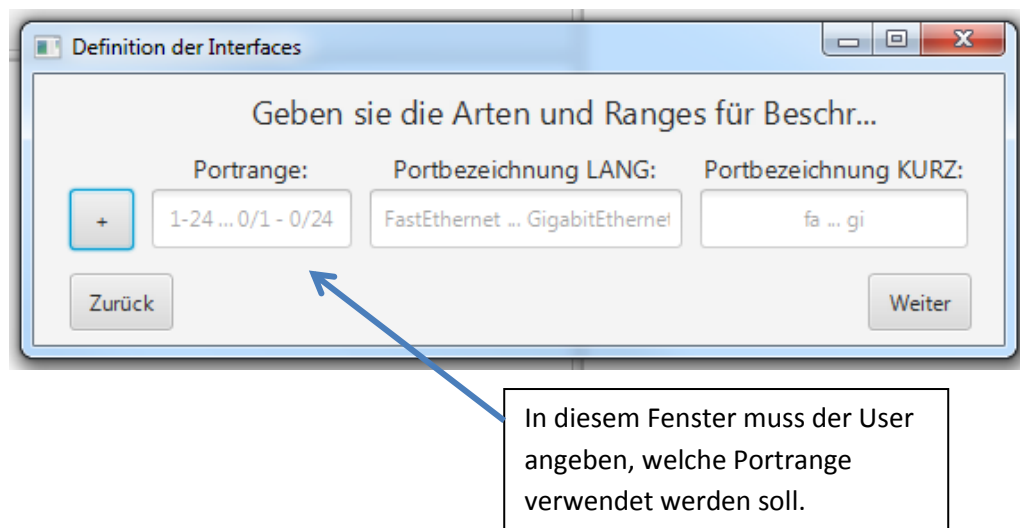 Definition der Interfaces
Geben sie die Arten und Ranges für Beschr...
Portrange: Portbezeichnung LANG: Portbezeichnung KURZ:
+ 1-24 ... 0/1 - 0/24 FastEthernet ... GigabitEthernet fa ... gi
Zurück Weiter
In diesem Fenster muss der User
angeben, welche Portrange
verwendet werden soll.